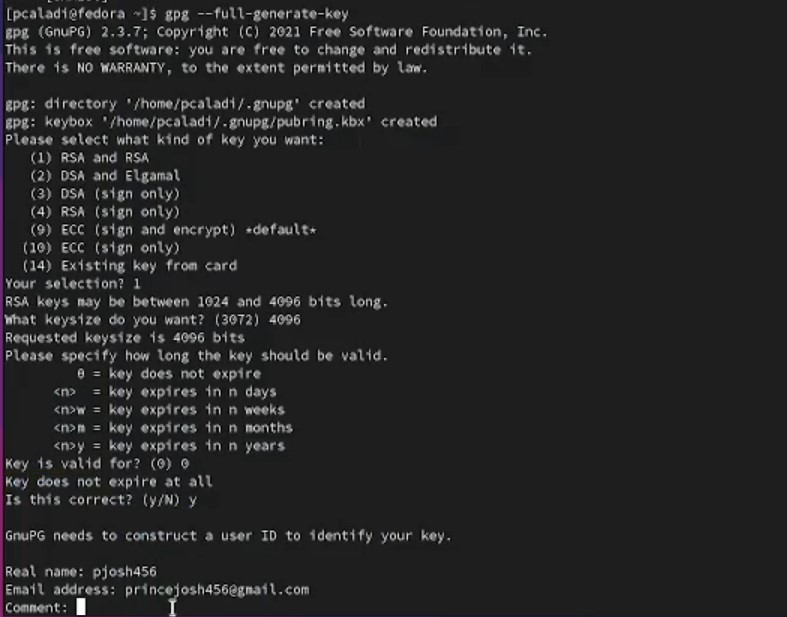 [pcaladi@fedora ~]$ gpg --full-generate-key
gpg (GnuPG) 2.3.7; Copyright (C) 2021 Free Software Foundation, Inc.
This is free software: you are free to change and redistribute it.
There is NO WARRANTY, to the extent permitted by law.
gpg: directory '/home/pcaladi/.gnupg' created
gpg: keybox '/home/pcaladi/.gnupg/pubring.kbx' created
Please select what kind of key you want:
(1) RSA and RSA
(2) DSA and Elgamal
(3) DSA (sign only)
(4) RSA (sign only)
(9) ECC (sign and encrypt) *default*
(10) ECC (sign only)
(14) Existing key from card
Your selection? 1
RSA keys may be between 1024 and 4096 bits long.
What keysize do you want? (3072) 4096
Requested keysize is 4096 bits
Please specify how long the key should be valid.
0 = key does not expire
<n> = key expires in n days
<n>w = key expires in n weeks
<n>m = key expires in n months
<n>y = key expires in n years
Key is valid for? (0) 0
Key does not expire at all
Is this correct? (y/N) y
GnuPG needs to construct a user ID to identify your key.
Real name: pjosh456
Email address: princejosh456@gmail.com
Comment: